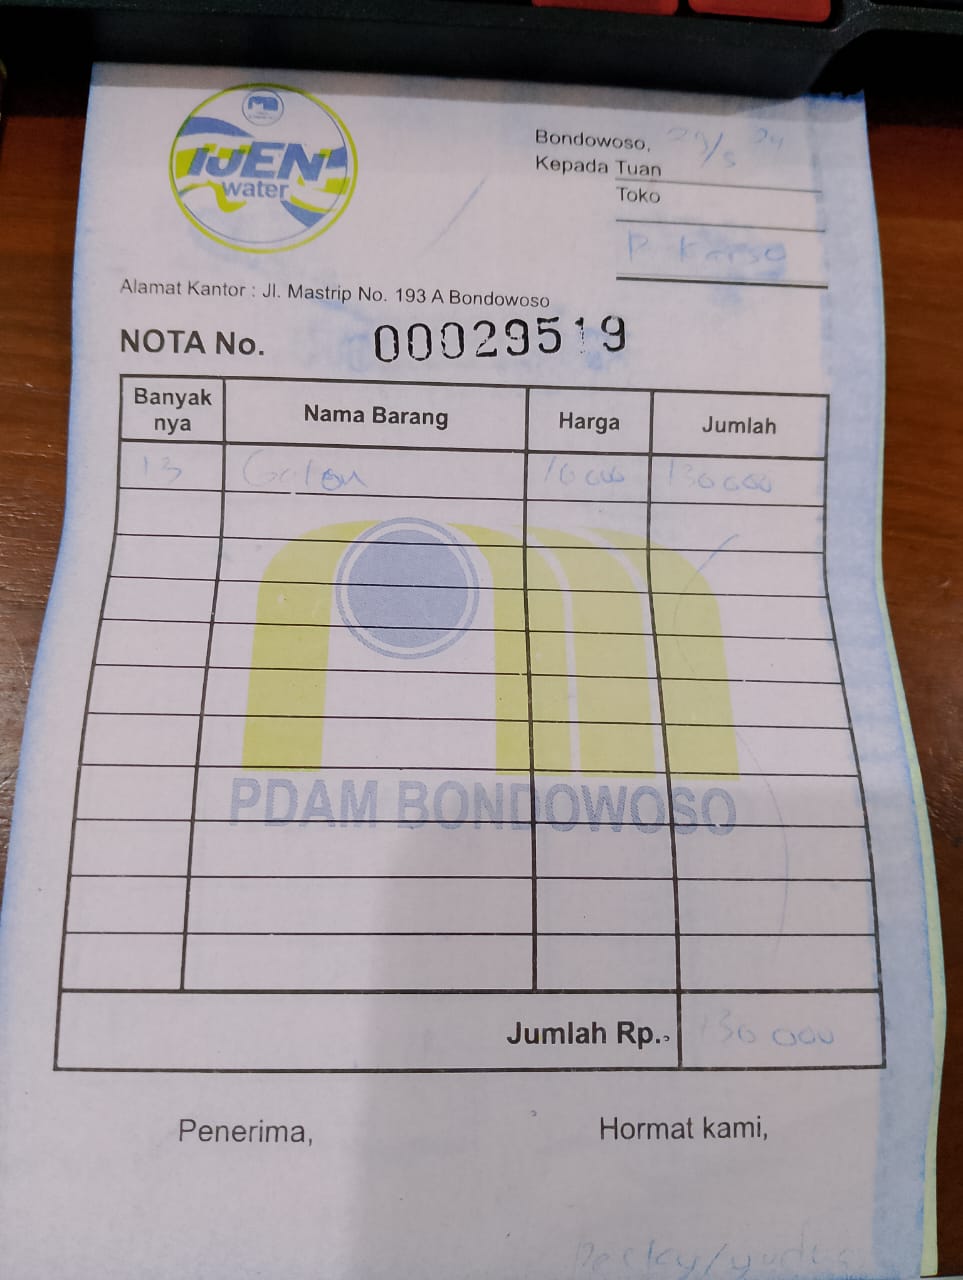 IJEN
water
Bondowoso, 29/5 24
Kepada Tuan
Toko
P Karso
Alamat Kantor : Jl. Mastrip No. 193 A Bondowoso
NOTA No. 00029519
Banyak nya Nama Barang Harga Jumlah
13 Galon 10 000 130 000
PDAM BONDOWOSO
Jumlah Rp.- 130 000
Penerima, Hormat kami,